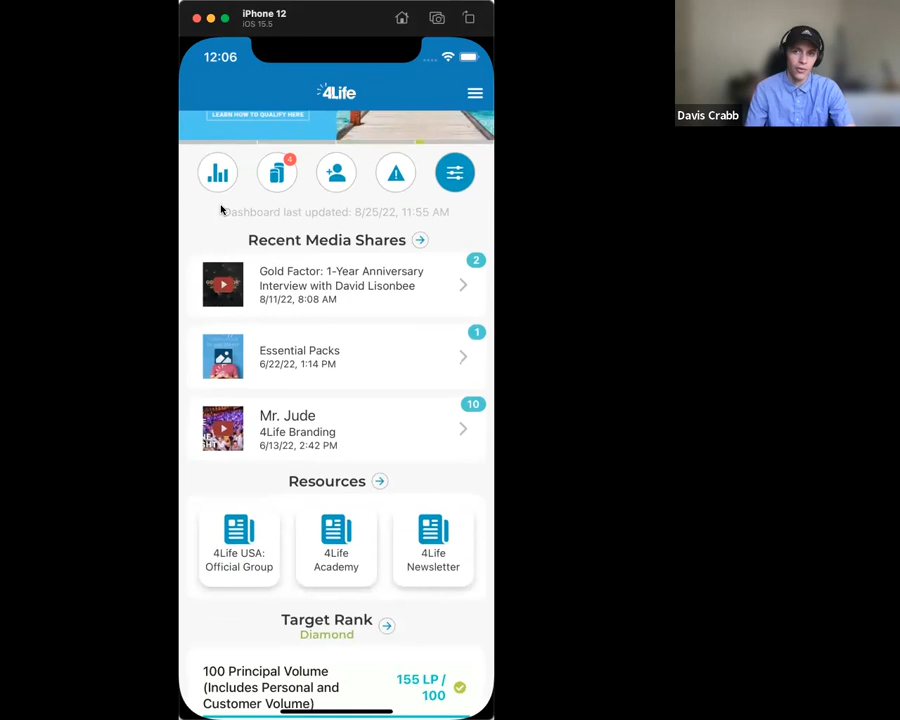 iPhone 12
iOS 15.5
12:06
4Life
LEARN HOW TO QUALIFY HERE
4
Dashboard last updated: 8/25/22, 11:55 AM
Recent Media Shares
2
Gold Factor: 1-Year Anniversary
Interview with David Lisonbee
8/11/22, 8:08 AM
1
Essential Packs
6/22/22, 1:14 PM
10
Mr. Jude
4Life Branding
6/13/22, 2:42 PM
Resources
4Life USA:
Official Group
4Life
Academy
4Life
Newsletter
Target Rank
Diamond
100 Principal Volume
(Includes Personal and
Customer Volume)
155 LP /
100
Davis Crabb